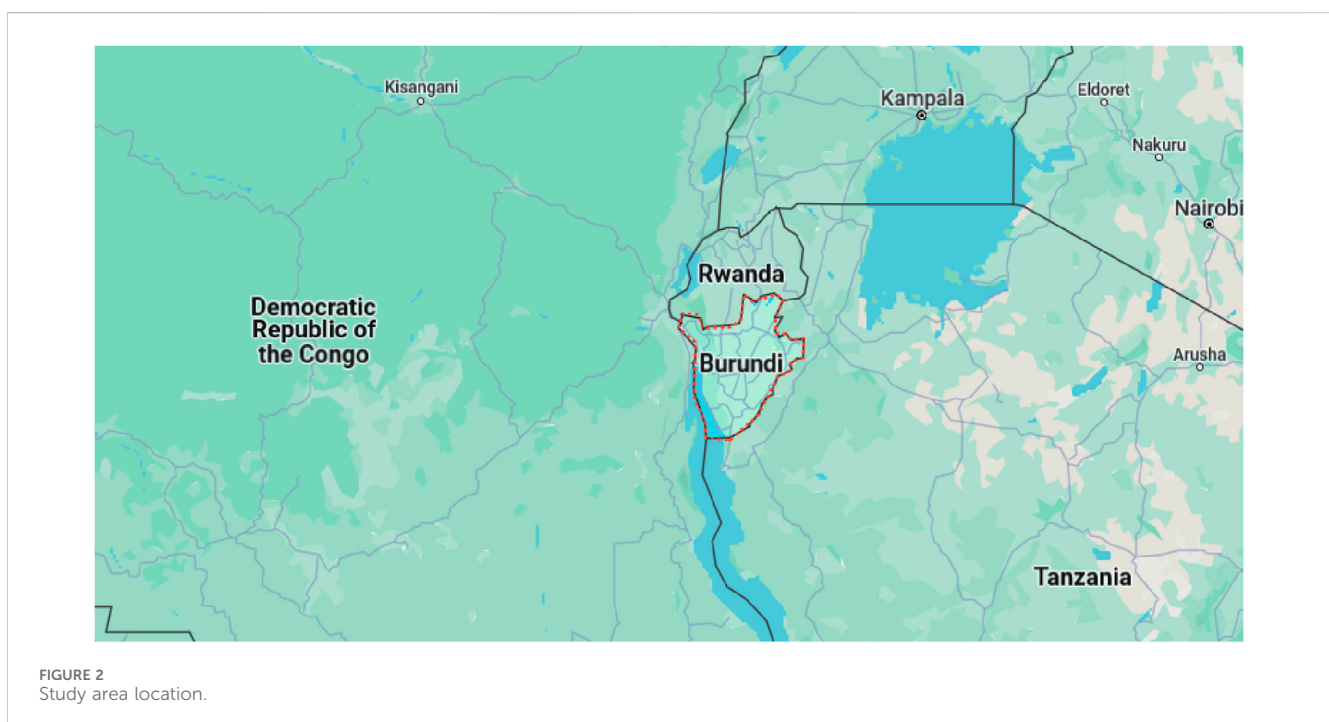 Kisangani
Kampala
Eldoret
Nakuru
Nairobi
Rwanda
Democratic
Republic of
the Congo
Burundi
Arusha
Tanzania
FIGURE 2
Study area location.